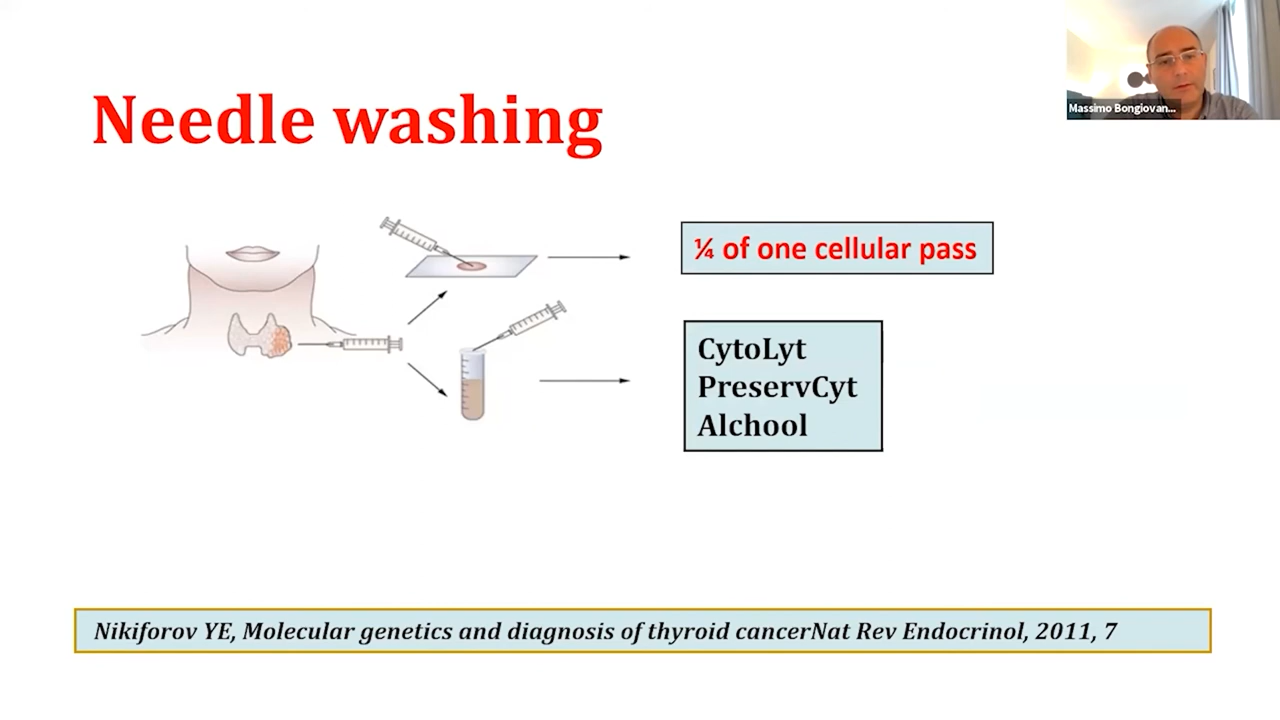 Massimo Bongiovan...
Needle washing
¼ of one cellular pass
CytoLyt
PreservCyt
Alchool
Nikiforov YE, Molecular genetics and diagnosis of thyroid cancerNat Rev Endocrinol, 2011, 7